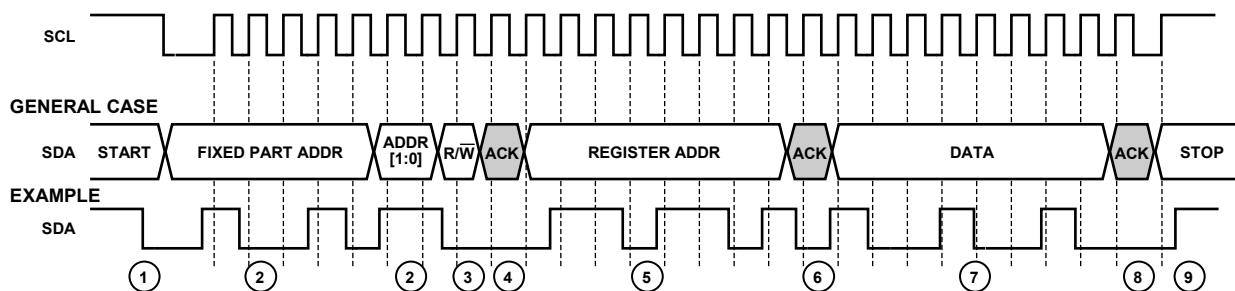 SCL
GENERAL CASE
SDA START FIXED PART ADDR ADDR [1:0] R/W̅ ACK REGISTER ADDR ACK DATA ACK STOP
EXAMPLE
SDA
1 2 2 3 4 5 6 7 8 9